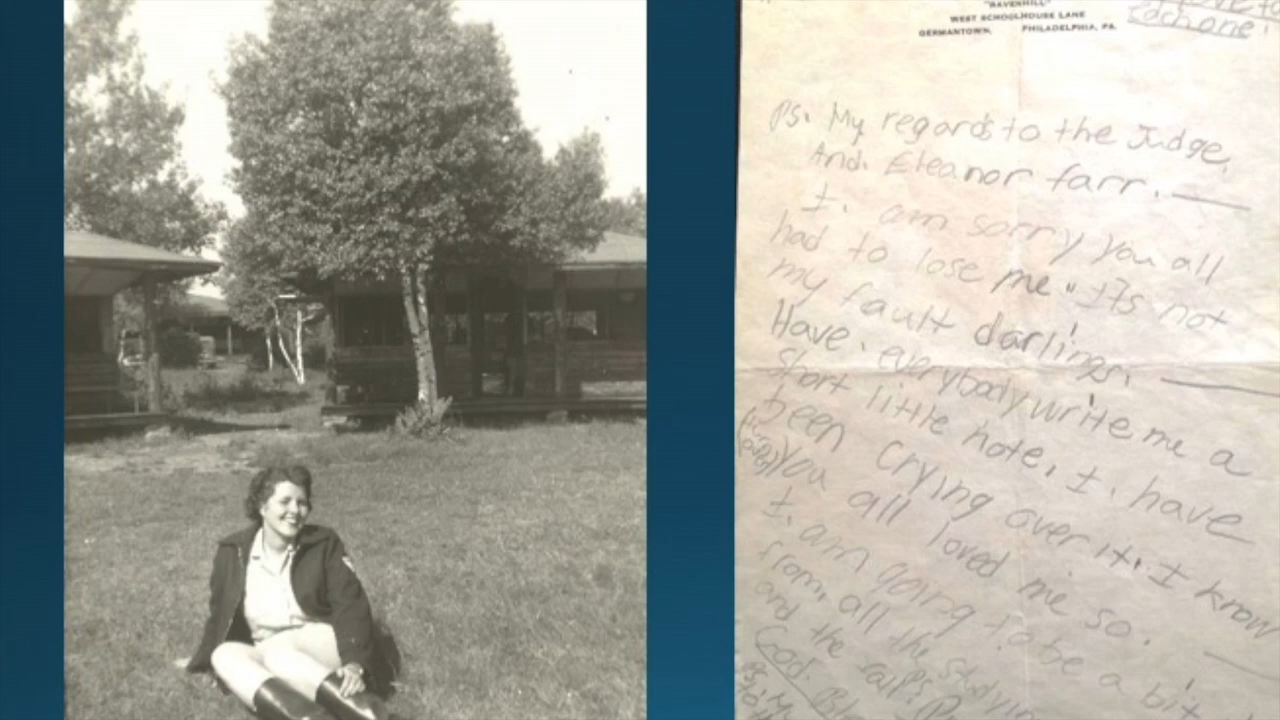 "RAVENHILL"
WEST SCHOOLHOUSE LANE
GERMANTOWN, PHILADELPHIA, PA.
Each one!
Ps. My regards to the Judge,
And. Eleanor farr. —
I. am sorry you all
had to lose me. It's not
my fault darlings. —
Have. everybody write me a
short little note. I. have
been crying over it. I know
you all loved me so. —
I. am going to be a bit
from, all the studying
and the
God.